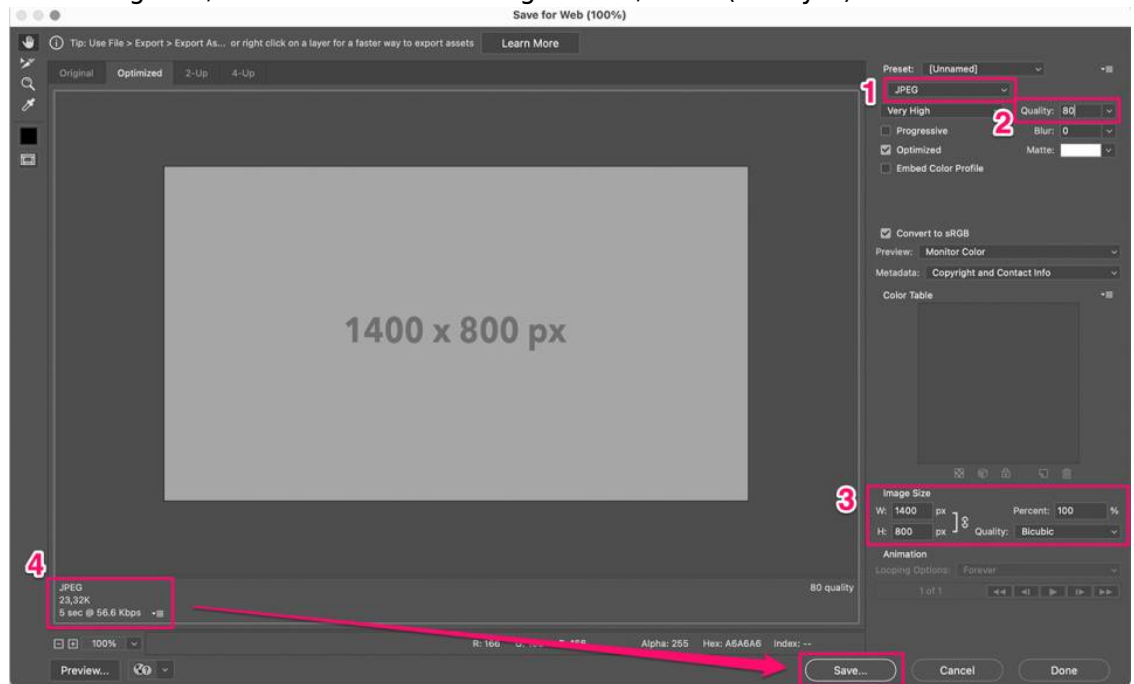 Save for Web (100%)
Tip: Use File > Export > Export As... or right click on a layer for a faster way to export assets
Learn More
Original Optimized 2-Up 4-Up
Preset: [Unnamed]
1 JPEG
Very High 2 Quality: 80
Progressive Blur: 0
Optimized Matte:
Embed Color Profile
Convert to sRGB
Preview: Monitor Color
Metadata: Copyright and Contact Info
Color Table
1400 x 800 px
3 Image Size
W: 1400 px Percent: 100 %
H: 800 px Quality: Bicubic
Animation
Looping Options: Forever
1 of 1
4
JPEG
23,32K
5 sec @ 56.6 Kbps
80 quality
100% R: 166 Alpha: 255 Hex: A6A6A6 Index: --
Preview... Save... Cancel Done